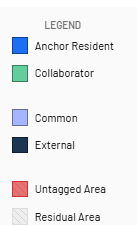 LEGEND
Anchor Resident
Collaborator
Common
External
Untagged Area
Residual Area